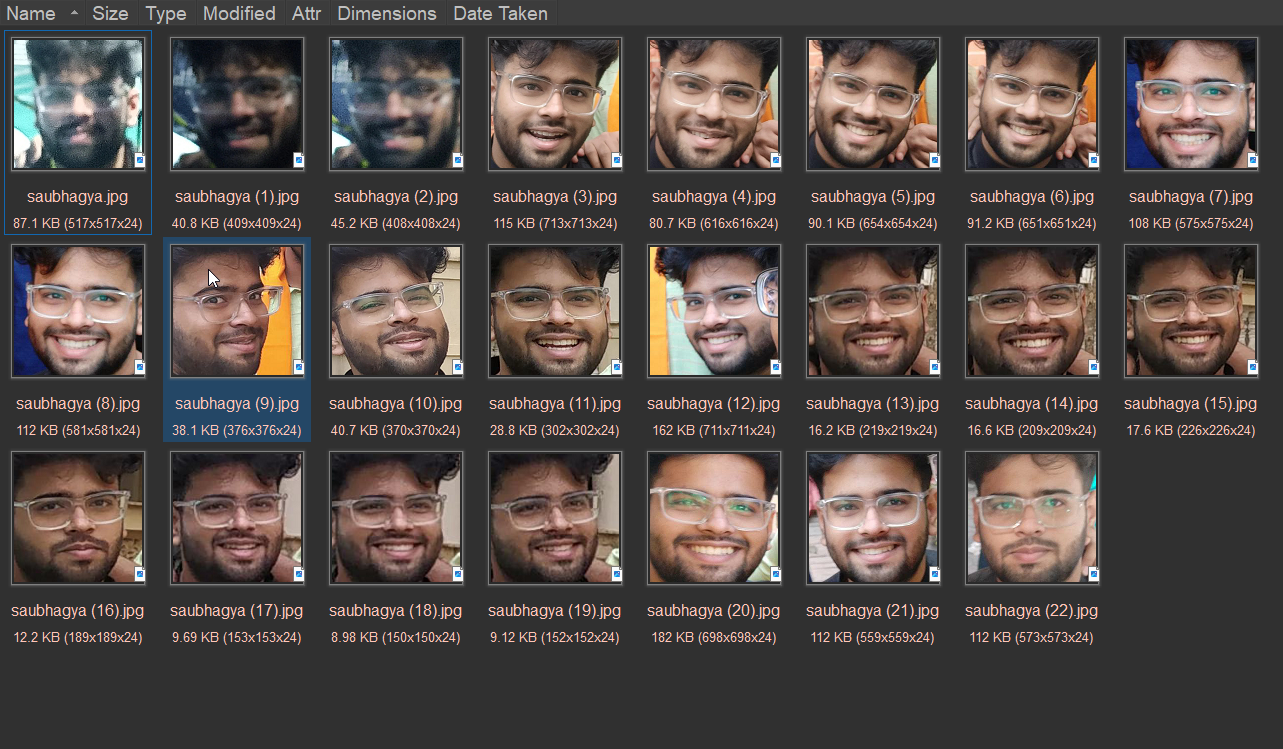 Name Size Type Modified Attr Dimensions Date Taken
saubhagya.jpg saubhagya (1).jpg saubhagya (2).jpg saubhagya (3).jpg saubhagya (4).jpg saubhagya (5).jpg saubhagya (6).jpg saubhagya (7).jpg
87.1 KB (517x517x24) 40.8 KB (409x409x24) 45.2 KB (408x408x24) 115 KB (713x713x24) 80.7 KB (616x616x24) 90.1 KB (654x654x24) 91.2 KB (651x651x24) 108 KB (575x575x24)
saubhagya (8).jpg saubhagya (9).jpg saubhagya (10).jpg saubhagya (11).jpg saubhagya (12).jpg saubhagya (13).jpg saubhagya (14).jpg saubhagya (15).jpg
112 KB (581x581x24) 38.1 KB (376x376x24) 40.7 KB (370x370x24) 28.8 KB (302x302x24) 162 KB (711x711x24) 16.2 KB (219x219x24) 16.6 KB (209x209x24) 17.6 KB (226x226x24)
saubhagya (16).jpg saubhagya (17).jpg saubhagya (18).jpg saubhagya (19).jpg saubhagya (20).jpg saubhagya (21).jpg saubhagya (22).jpg
12.2 KB (189x189x24) 9.69 KB (153x153x24) 8.98 KB (150x150x24) 9.12 KB (152x152x24) 182 KB (698x698x24) 112 KB (559x559x24) 112 KB (573x573x24)